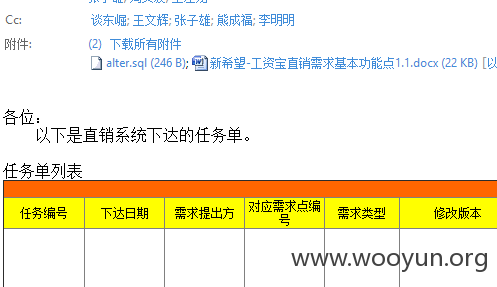 Cc: 谈东崛; 王文辉; 张子雄; 熊成福; 李明明
附件: (2) 下载所有附件
alter.sql (246 B); 新希望-工资宝直销需求基本功能点1.1.docx (22 KB) [以
各位：
以下是直销系统下达的任务单。
任务单列表
任务编号 下达日期 需求提出方 对应需求点编号 需求类型 修改版本
www.wooyun.org